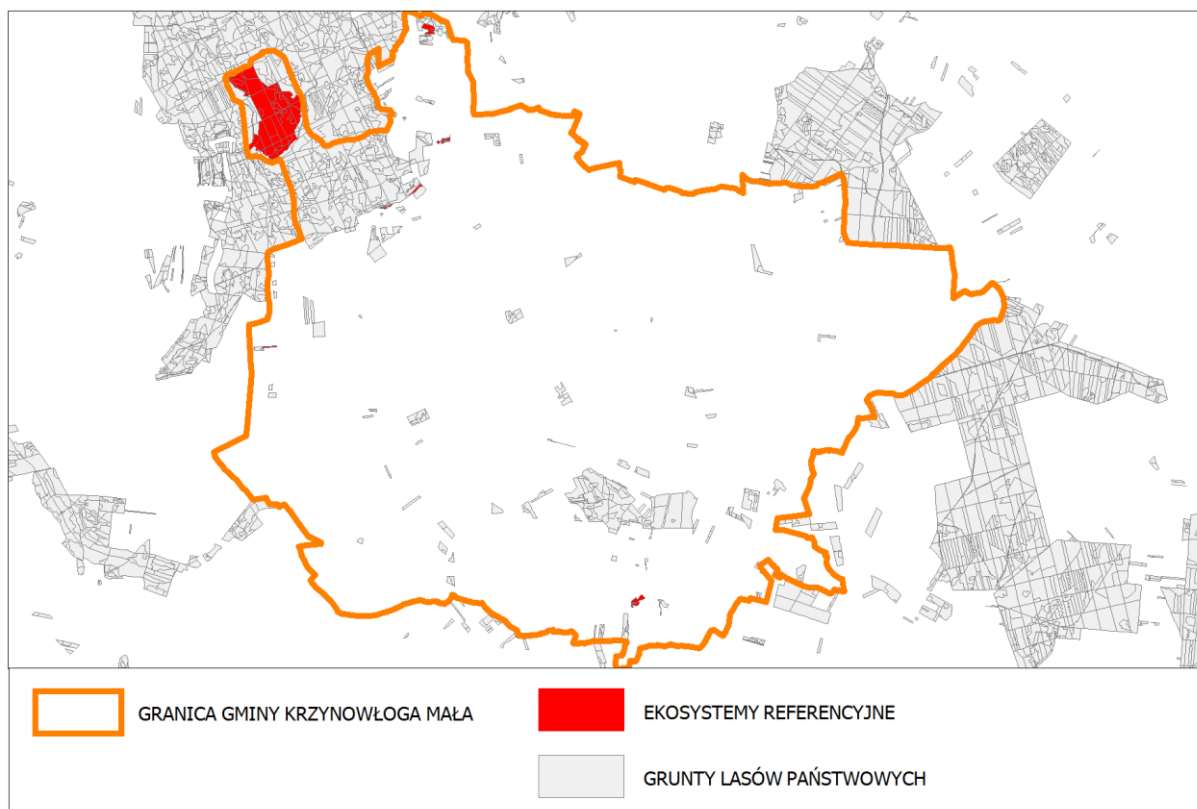 GRANICA GMINY KRZYNOWŁOGA MAŁA
EKOSYSTEMY REFERENCYJNE
GRUNTY LASÓW PAŃSTWOWYCH